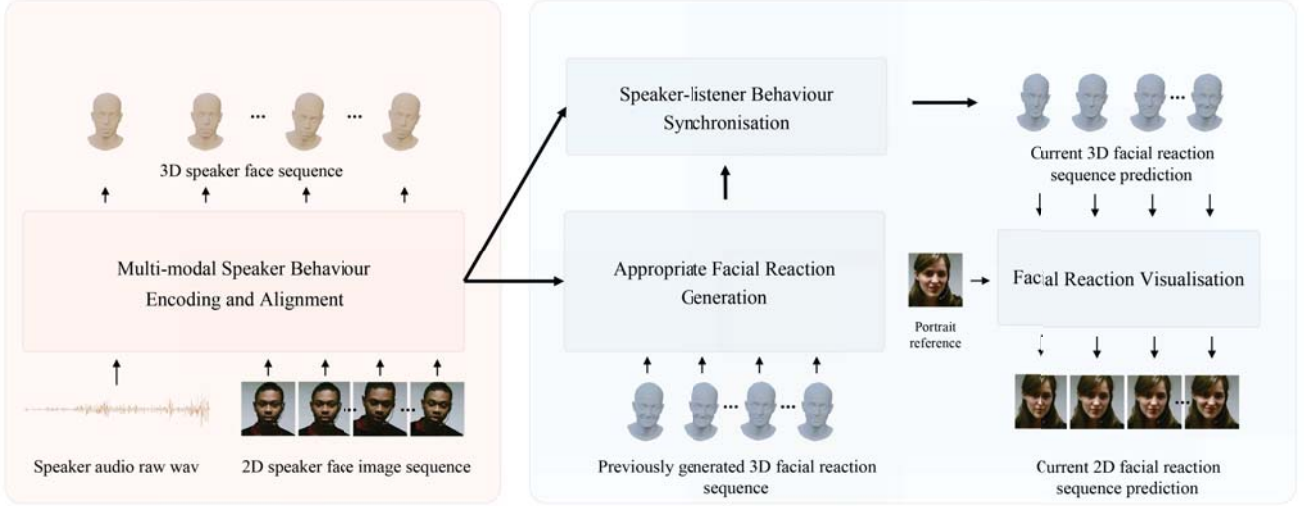 3D speaker face sequence
Multi-modal Speaker Behaviour
Encoding and Alignment
Speaker audio raw wav
2D speaker face image sequence
Speaker-listener Behaviour
Synchronisation
Appropriate Facial Reaction
Generation
Previously generated 3D facial reaction
sequence
Current 3D facial reaction
sequence prediction
Portrait
reference
Facial Reaction Visualisation
Current 2D facial reaction
sequence prediction